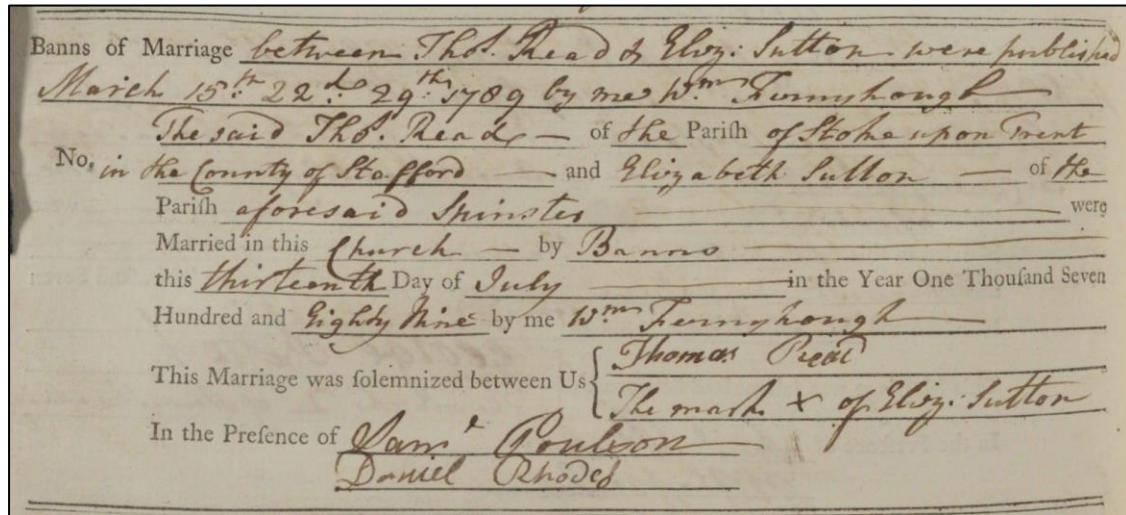 Banns of Marriage between Thos. Read & Eliz: Sutton were published
March 15th. 22d. 29th. 1789 by me Wm Fernyhough
The said Thos. Read of the Pariſh of Stoke upon Trent
No. in the County of Stafford and Elizabeth Sutton of the
Pariſh aforesaid Spinster were
Married in this Church by Banns
this thirteenth Day of July in the Year One Thouſand Seven
Hundred and Eighty Nine by me Wm Fernyhough
This Marriage was ſolemnized between Us { Thomas Read
The mark X of Eliz: Sutton
In the Preſence of Saml Poulson
Daniel Rhodes